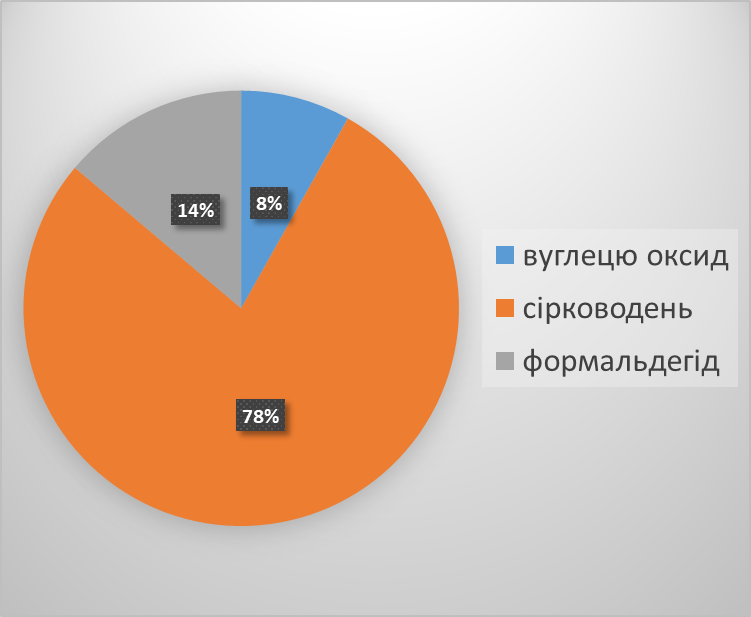 8%
14%
78%
вуглецю оксид
сірководень
формальдегід